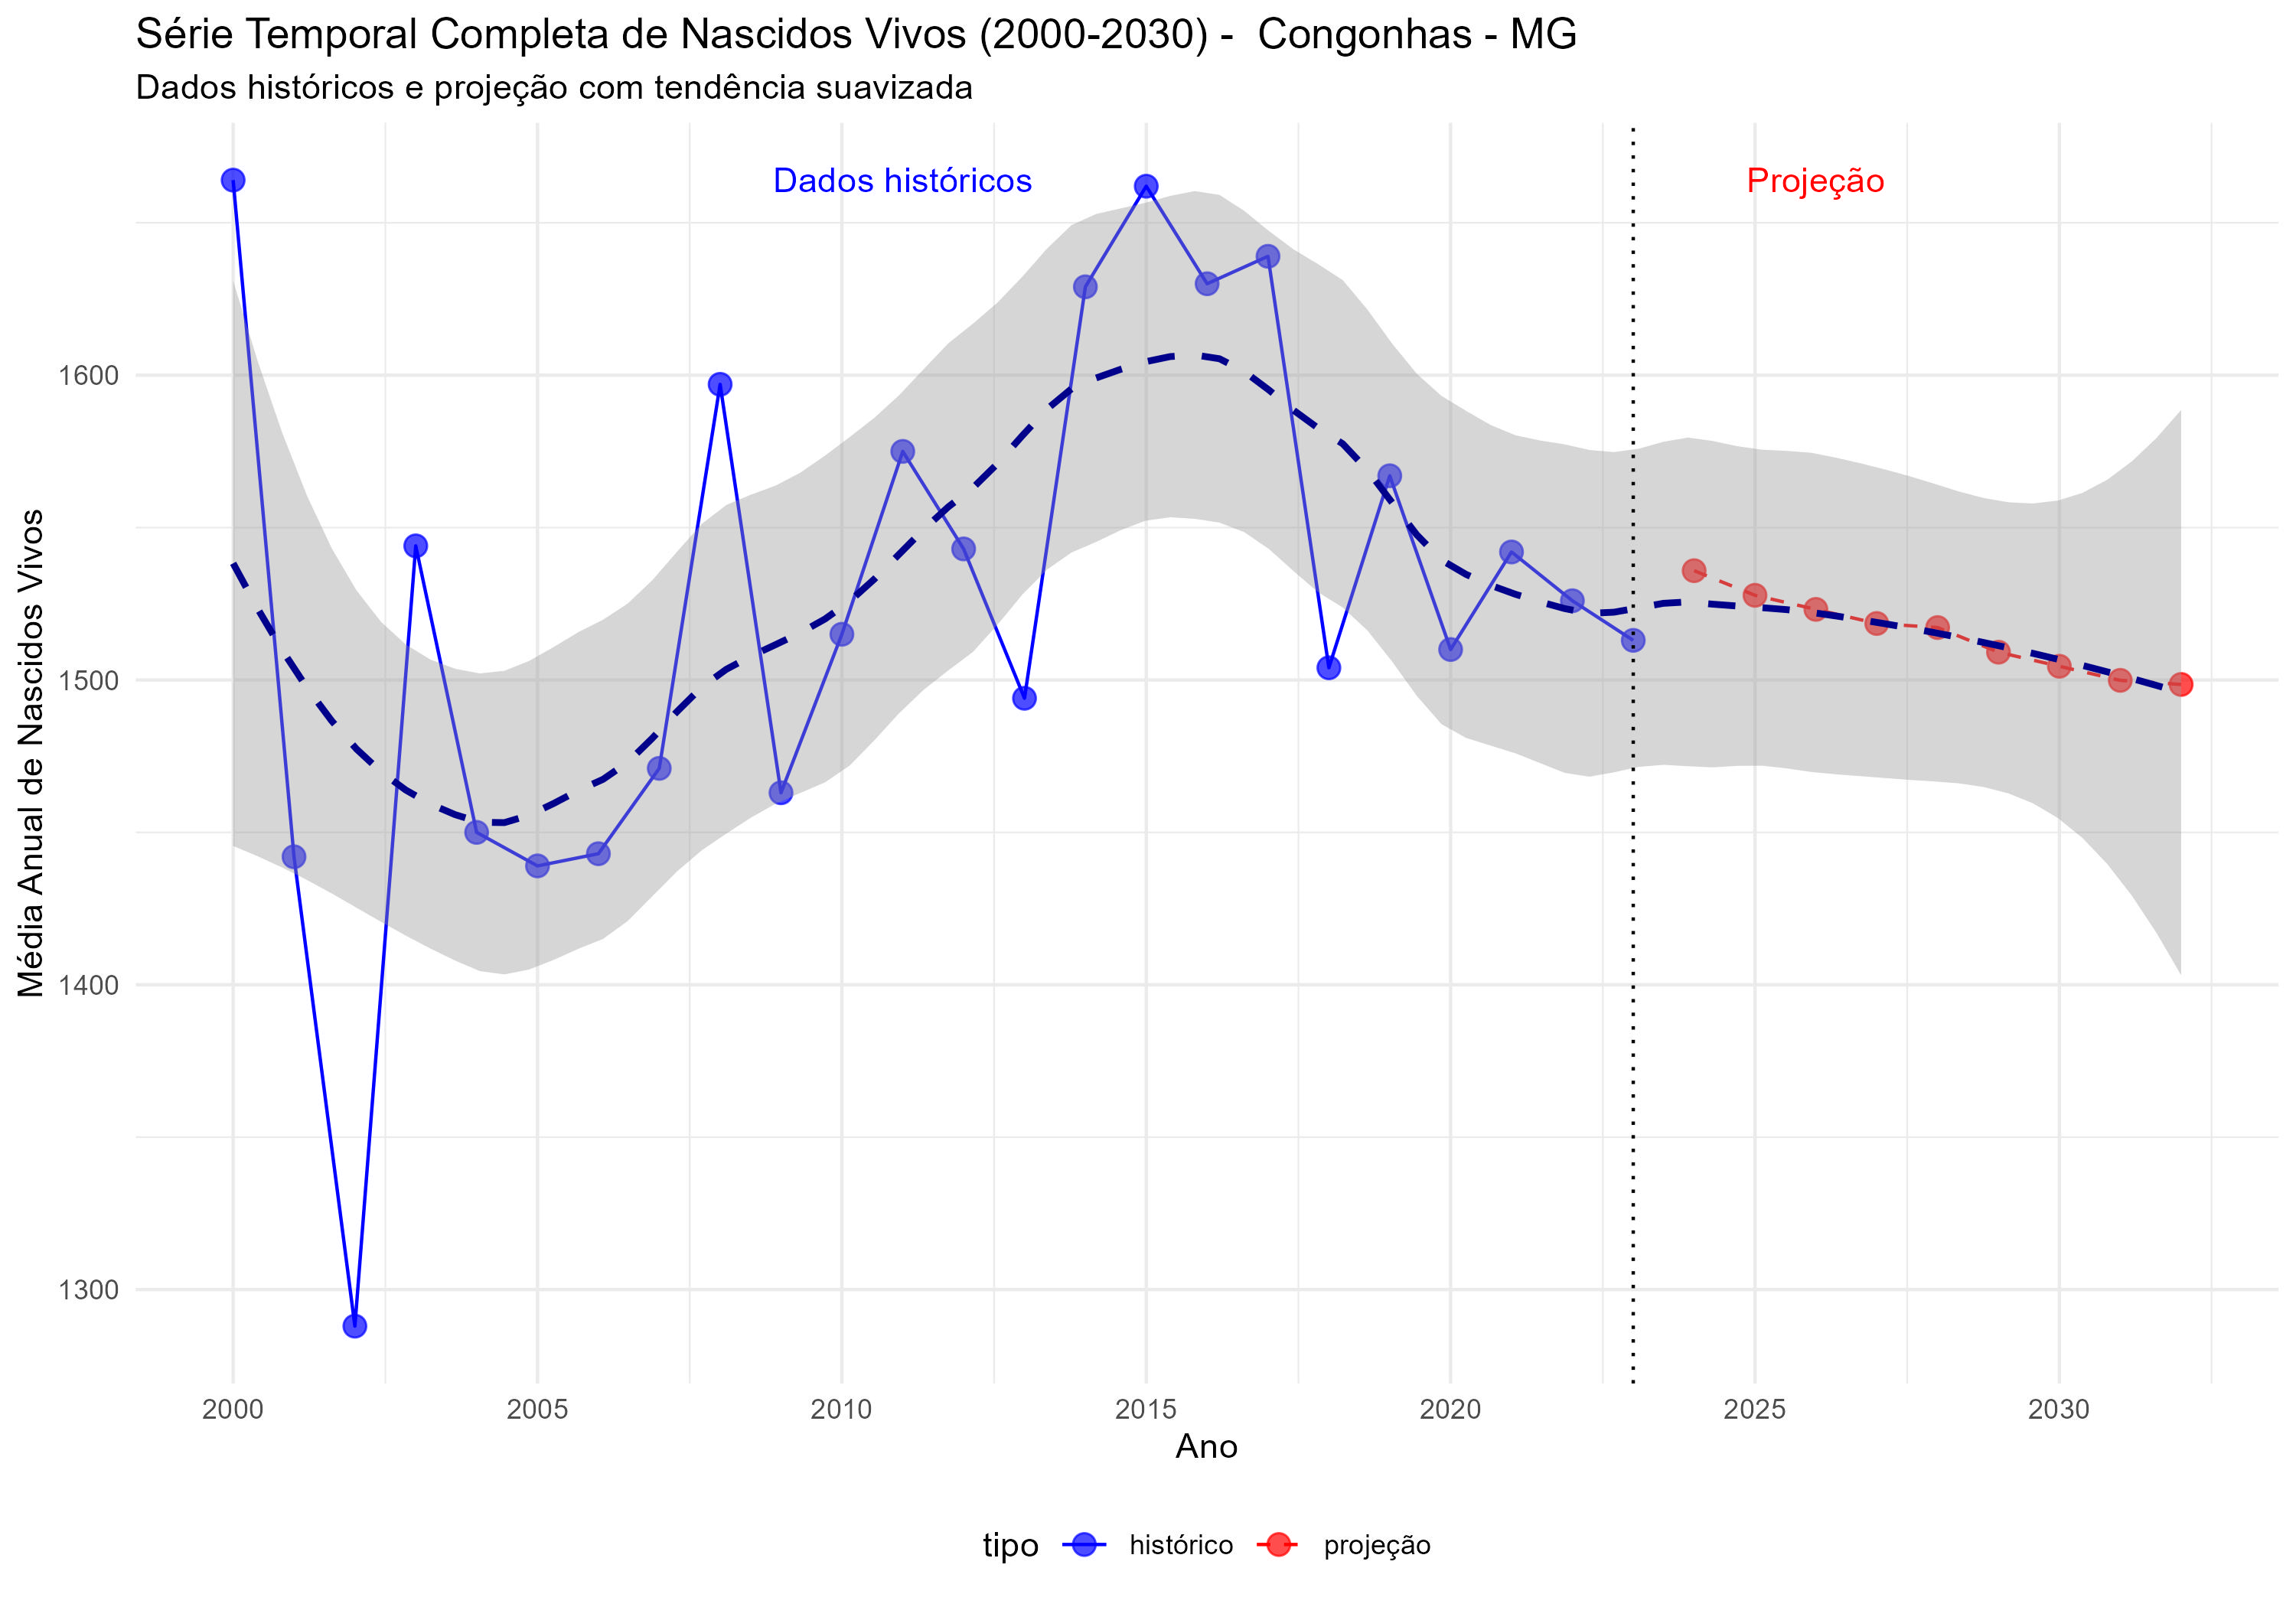 Série Temporal Completa de Nascidos Vivos (2000-2030) -  Congonhas - MG
Dados históricos e projeção com tendência suavizada
Dados históricos
Projeção
Média Anual de Nascidos Vivos
1600
1500
1400
1300
2000
2005
2010
2015
2020
2025
2030
Ano
tipo
histórico
projeção